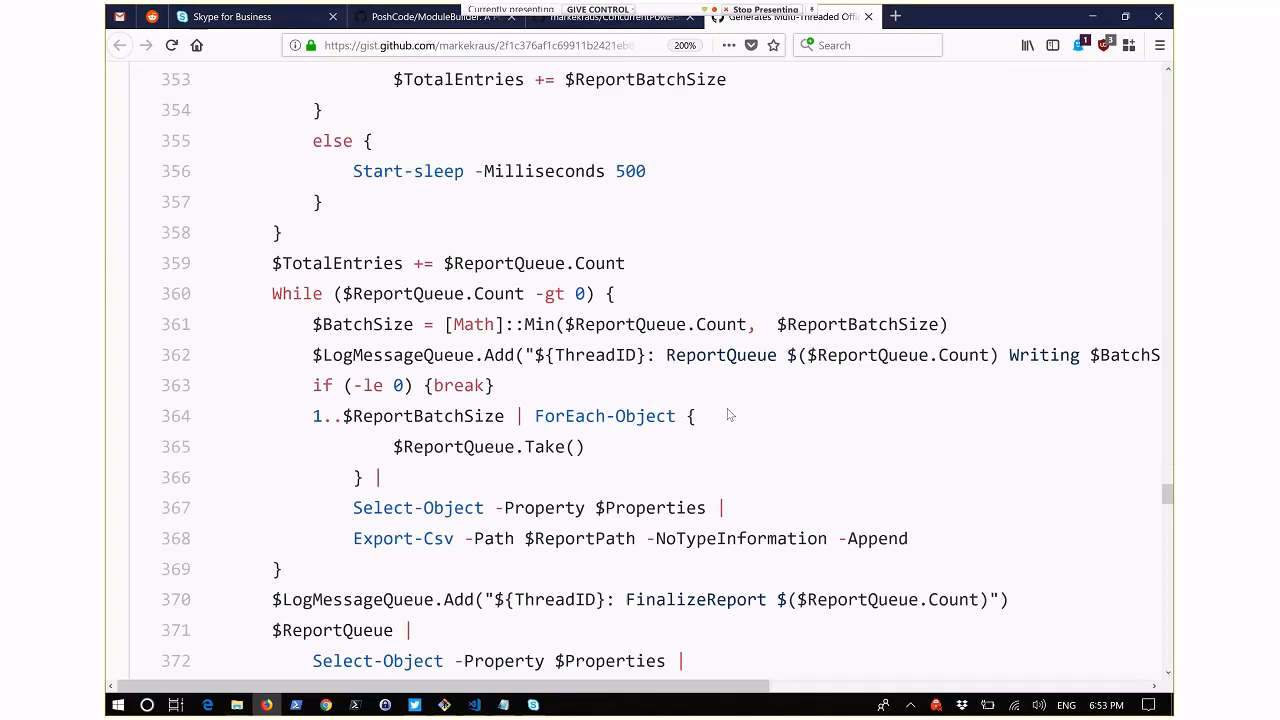 Currently presenting GIVE CONTROL Stop Presenting
Skype for Business
PoshCode/ModuleBuilder: A P
markekraus/ConcurrentPowerS
Generates Multi-Threaded Offi
https://gist.github.com/markekraus/2f1c376af1c69911b2421eb8
200%
Search
1
3
353 $TotalEntries += $ReportBatchSize
354 }
355 else {
356 Start-sleep -Milliseconds 500
357 }
358 }
359 $TotalEntries += $ReportQueue.Count
360 While ($ReportQueue.Count -gt 0) {
361 $BatchSize = [Math]::Min($ReportQueue.Count, $ReportBatchSize)
362 $LogMessageQueue.Add("${ThreadID}: ReportQueue $($ReportQueue.Count) Writing $BatchS
363 if (-le 0) {break}
364 1..$ReportBatchSize | ForEach-Object {
365 $ReportQueue.Take()
366 } |
367 Select-Object -Property $Properties |
368 Export-Csv -Path $ReportPath -NoTypeInformation -Append
369 }
370 $LogMessageQueue.Add("${ThreadID}: FinalizeReport $($ReportQueue.Count)")
371 $ReportQueue |
372 Select-Object -Property $Properties |
ENG 6:53 PM